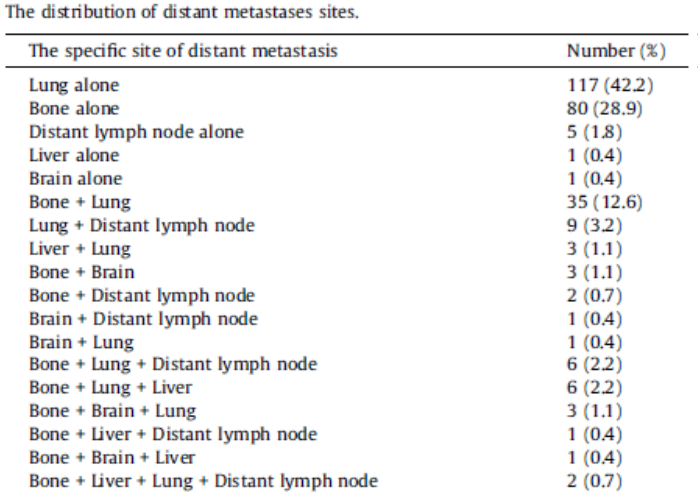 The distribution of distant metastases sites.
The specific site of distant metastasis Number (%)
Lung alone 117 (42.2)
Bone alone 80 (28.9)
Distant lymph node alone 5 (1.8)
Liver alone 1 (0.4)
Brain alone 1 (0.4)
Bone + Lung 35 (12.6)
Lung + Distant lymph node 9 (3.2)
Liver + Lung 3 (1.1)
Bone + Brain 3 (1.1)
Bone + Distant lymph node 2 (0.7)
Brain + Distant lymph node 1 (0.4)
Brain + Lung 1 (0.4)
Bone + Lung + Distant lymph node 6 (2.2)
Bone + Lung + Liver 6 (2.2)
Bone + Brain + Lung 3 (1.1)
Bone + Liver + Distant lymph node 1 (0.4)
Bone + Brain + Liver 1 (0.4)
Bone + Liver + Lung + Distant lymph node 2 (0.7)